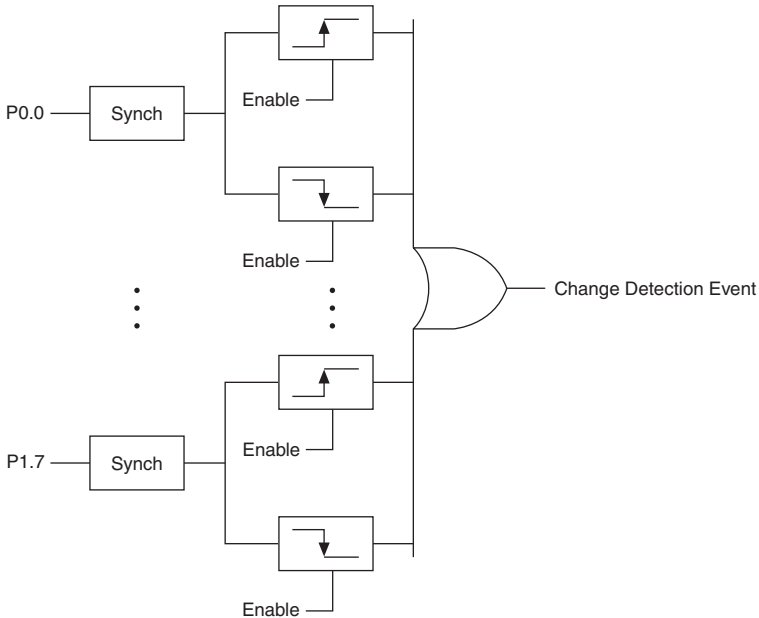 Enable
P0.0
Synch
Enable
Change Detection Event
Enable
P1.7
Synch
Enable